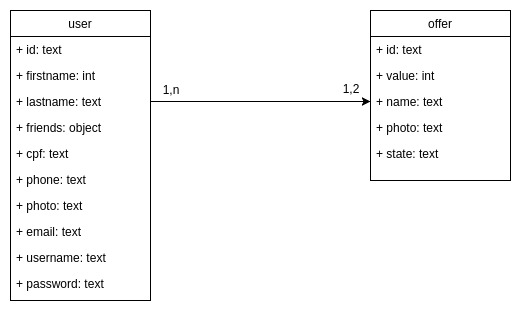 user
+ id: text
+ firstname: int
+ lastname: text
+ friends: object
+ cpf: text
+ phone: text
+ photo: text
+ email: text
+ username: text
+ password: text
1,n
1,2
offer
+ id: text
+ value: int
+ name: text
+ photo: text
+ state: text